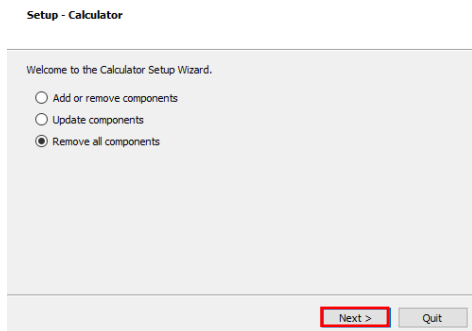 Setup - Calculator
Welcome to the Calculator Setup Wizard.
Add or remove components
Update components
Remove all components
Next > Quit